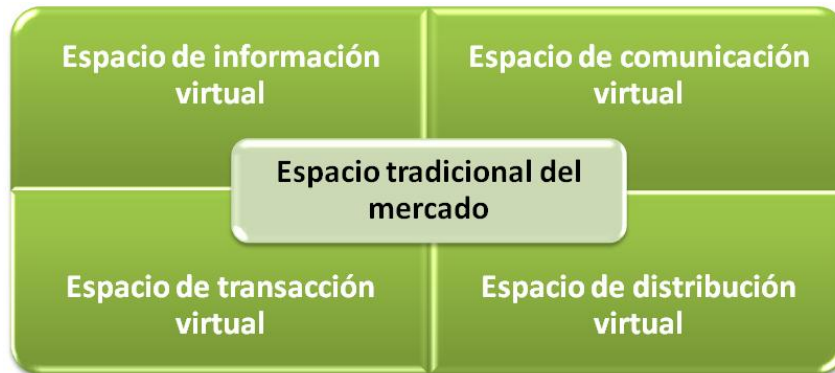 Espacio de información
virtual
Espacio de comunicación
virtual
Espacio tradicional del
mercado
Espacio de transacción
virtual
Espacio de distribución
virtual